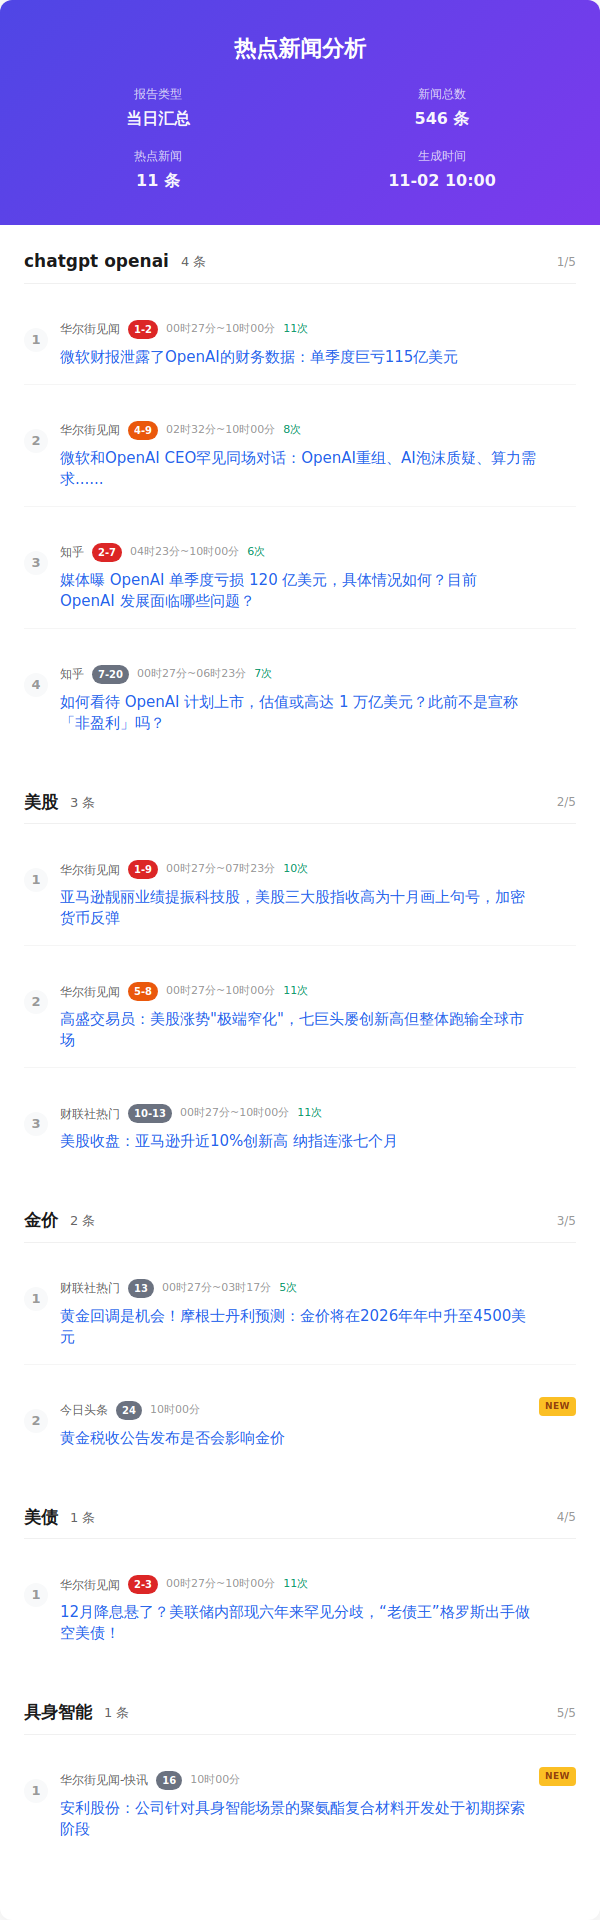 热点新闻分析
报告类型
新闻总数
当日汇总
546 条
热点新闻
生成时间
11 条
11-02 10:00
chatgpt openai 4 条 1/5
1
华尔街见闻 1-2 00时27分~10时00分 11次
微软财报泄露了OpenAI的财务数据：单季度巨亏115亿美元
2
华尔街见闻 4-9 02时32分~10时00分 8次
微软和OpenAI CEO罕见同场对话：OpenAI重组、AI泡沫质疑、算力需
求……
3
知乎 2-7 04时23分~10时00分 6次
媒体曝 OpenAI 单季度亏损 120 亿美元，具体情况如何？目前
OpenAI 发展面临哪些问题？
4
知乎 7-20 00时27分~06时23分 7次
如何看待 OpenAI 计划上市，估值或高达 1 万亿美元？此前不是宣称
「非盈利」吗？
美股 3 条 2/5
1
华尔街见闻 1-9 00时27分~07时23分 10次
亚马逊靓丽业绩提振科技股，美股三大股指收高为十月画上句号，加密
货币反弹
2
华尔街见闻 5-8 00时27分~10时00分 11次
高盛交易员：美股涨势"极端窄化"，七巨头屡创新高但整体跑输全球市
场
3
财联社热门 10-13 00时27分~10时00分 11次
美股收盘：亚马逊升近10%创新高 纳指连涨七个月
金价 2 条 3/5
1
财联社热门 13 00时27分~03时17分 5次
黄金回调是机会！摩根士丹利预测：金价将在2026年年中升至4500美
元
2
今日头条 24 10时00分 NEW
黄金税收公告发布是否会影响金价
美债 1 条 4/5
1
华尔街见闻 2-3 00时27分~10时00分 11次
12月降息悬了？美联储内部现六年来罕见分歧，“老债王”格罗斯出手做
空美债！
具身智能 1 条 5/5
1
华尔街见闻-快讯 16 10时00分 NEW
安利股份：公司针对具身智能场景的聚氨酯复合材料开发处于初期探索
阶段